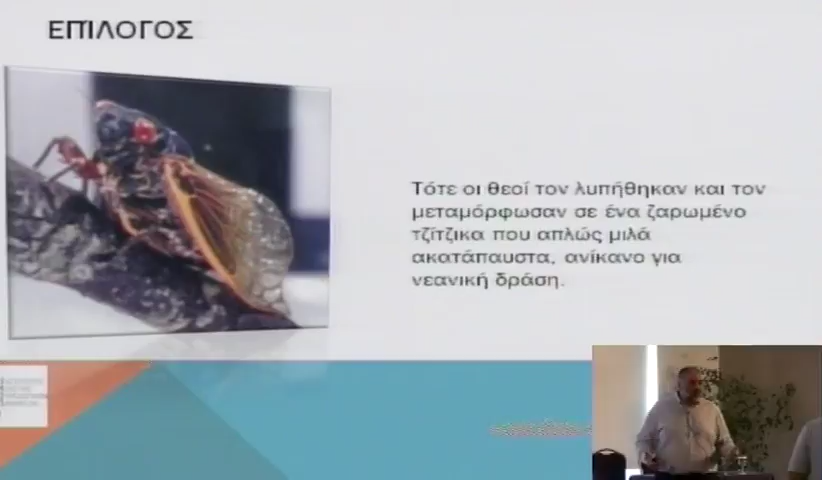 ΕΠΙΛΟΓΟΣ
Τότε οι θεοί τον λυπήθηκαν και τον
μεταμόρφωσαν σε ένα ζαρωμένο
τζίτζικα που απλώς μιλά
ακατάπαυστα, ανίκανο για
νεανική δράση.